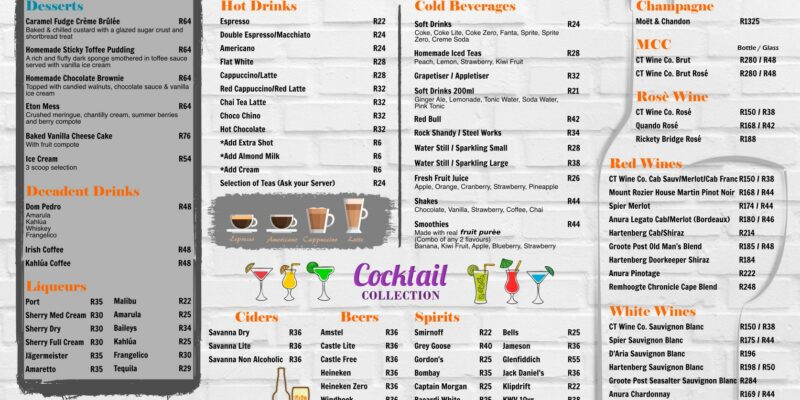 Desserts
Caramel Fudge Crème Brûlée R64
Baked & chilled custard with a glazed sugar crust and
shortbread treat
Homemade Sticky Toffee Pudding R64
A rich and fluffy dark sponge smothered in toffee sauce
served with vanilla ice cream
Homemade Chocolate Brownie R64
Topped with candied walnuts, chocolate sauce & vanilla
ice cream
Eton Mess R64
Crushed meringue, chantilly cream, summer berries
and berry compote
Baked Vanilla Cheese Cake R76
With fruit compote
Ice Cream R54
3 scoop selection
Decadent Drinks
Dom Pedro R48
Amarula
Kahlúa
Whiskey
Frangelico
Irish Coffee R48
Kahlúa Coffee R48
Liqueurs
Port R35 Malibu R22
Sherry Med Cream R30 Amarula R25
Sherry Dry R30 Baileys R34
Sherry Full Cream R30 Kahlúa R25
Jägermeister R35 Frangelico R30
Amaretto R35 Tequila R29
Hot Drinks
Espresso R22
Double Espresso/Macchiato R24
Americano R24
Flat White R28
Cappuccino/Latte R28
Red Cappuccino/Red Latte R32
Chai Tea Latte R32
Choco Chino R32
Hot Chocolate R32
*Add Extra Shot R6
*Add Almond Milk R6
*Add Cream R6
Selection of Teas (Ask your Server) R24
Espresso Americano Cappuccino Latte
Cold Beverages
Soft Drinks R24
Coke, Coke Lite, Coke Zero, Fanta, Sprite, Sprite
Zero, Creme Soda
Homemade Iced Teas R28
Peach, Lemon, Strawberry, Kiwi Fruit
Grapetiser / Appletiser R32
Soft Drinks 200ml R21
Ginger Ale, Lemonade, Tonic Water, Soda Water,
Pink Tonic
Red Bull R42
Rock Shandy / Steel Works R34
Water Still / Sparkling Small R28
Water Still / Sparkling Large R38
Fresh Fruit Juice R26
Apple, Orange, Cranberry, Strawberry, Pineapple
Shakes R44
Chocolate, Vanilla, Strawberry, Coffee, Chai
Smoothies R44
Made with real fruit purèe
(Combo of any 2 flavours)
Banana, Kiwi Fruit, Apple, Blueberry, Strawberry
Cocktail
COLLECTION
Ciders
Savanna Dry R36
Savanna Lite R36
Savanna Non Alcoholic R36
Beers
Amstel R36
Castle Lite R36
Castle Free R36
Heineken R36
Heineken Zero R36
Windhoek R36
Spirits
Smirnoff R22 Bells R25
Grey Goose R40 Jameson R36
Gordon's R25 Glenfiddich R55
Bombay R35 Jack Daniel's R36
Captain Morgan R25 Klipdrift R22
Bacardi White R26 KWV 10yr R28
Champagne
Moët & Chandon R1325
MCC Bottle / Glass
CT Wine Co. Brut R280 / R48
CT Wine Co. Brut Rosé R280 / R48
Rosè Wine
CT Wine Co. Rosé R150 / R38
Quando Rosé R168 / R42
Rickety Bridge Rosé R188
Red Wines
CT Wine Co. Cab Sauv/Merlot/Cab Franc R150 / R38
Mount Rozier House Martin Pinot Noir R168 / R44
Spier Merlot R174 / R44
Anura Legato Cab/Merlot (Bordeaux) R180 / R46
Hartenberg Cab/Shiraz R214
Groote Post Old Man's Blend R185 / R48
Hartenberg Doorkeeper Shiraz R184
Anura Pinotage R222
Remhoogte Chronicle Cape Blend R248
White Wines
CT Wine Co. Sauvignon Blanc R150 / R38
Spier Sauvignon Blanc R175 / R44
D'Aria Sauvignon Blanc R196
Hartenberg Sauvignon Blanc R198 / R50
Groote Post Seasalter Sauvignon Blanc R284
Anura Chardonnay R169 / R44